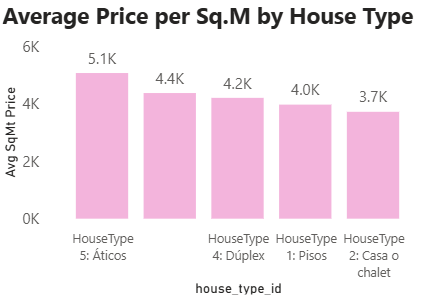 Average Price per Sq.M by House Type
Avg SqMt Price
6K
4K
2K
0K
5.1K
4.4K
4.2K
4.0K
3.7K
HouseType
5: Áticos
HouseType
4: Dúplex
HouseType
1: Pisos
HouseType
2: Casa o
chalet
house_type_id